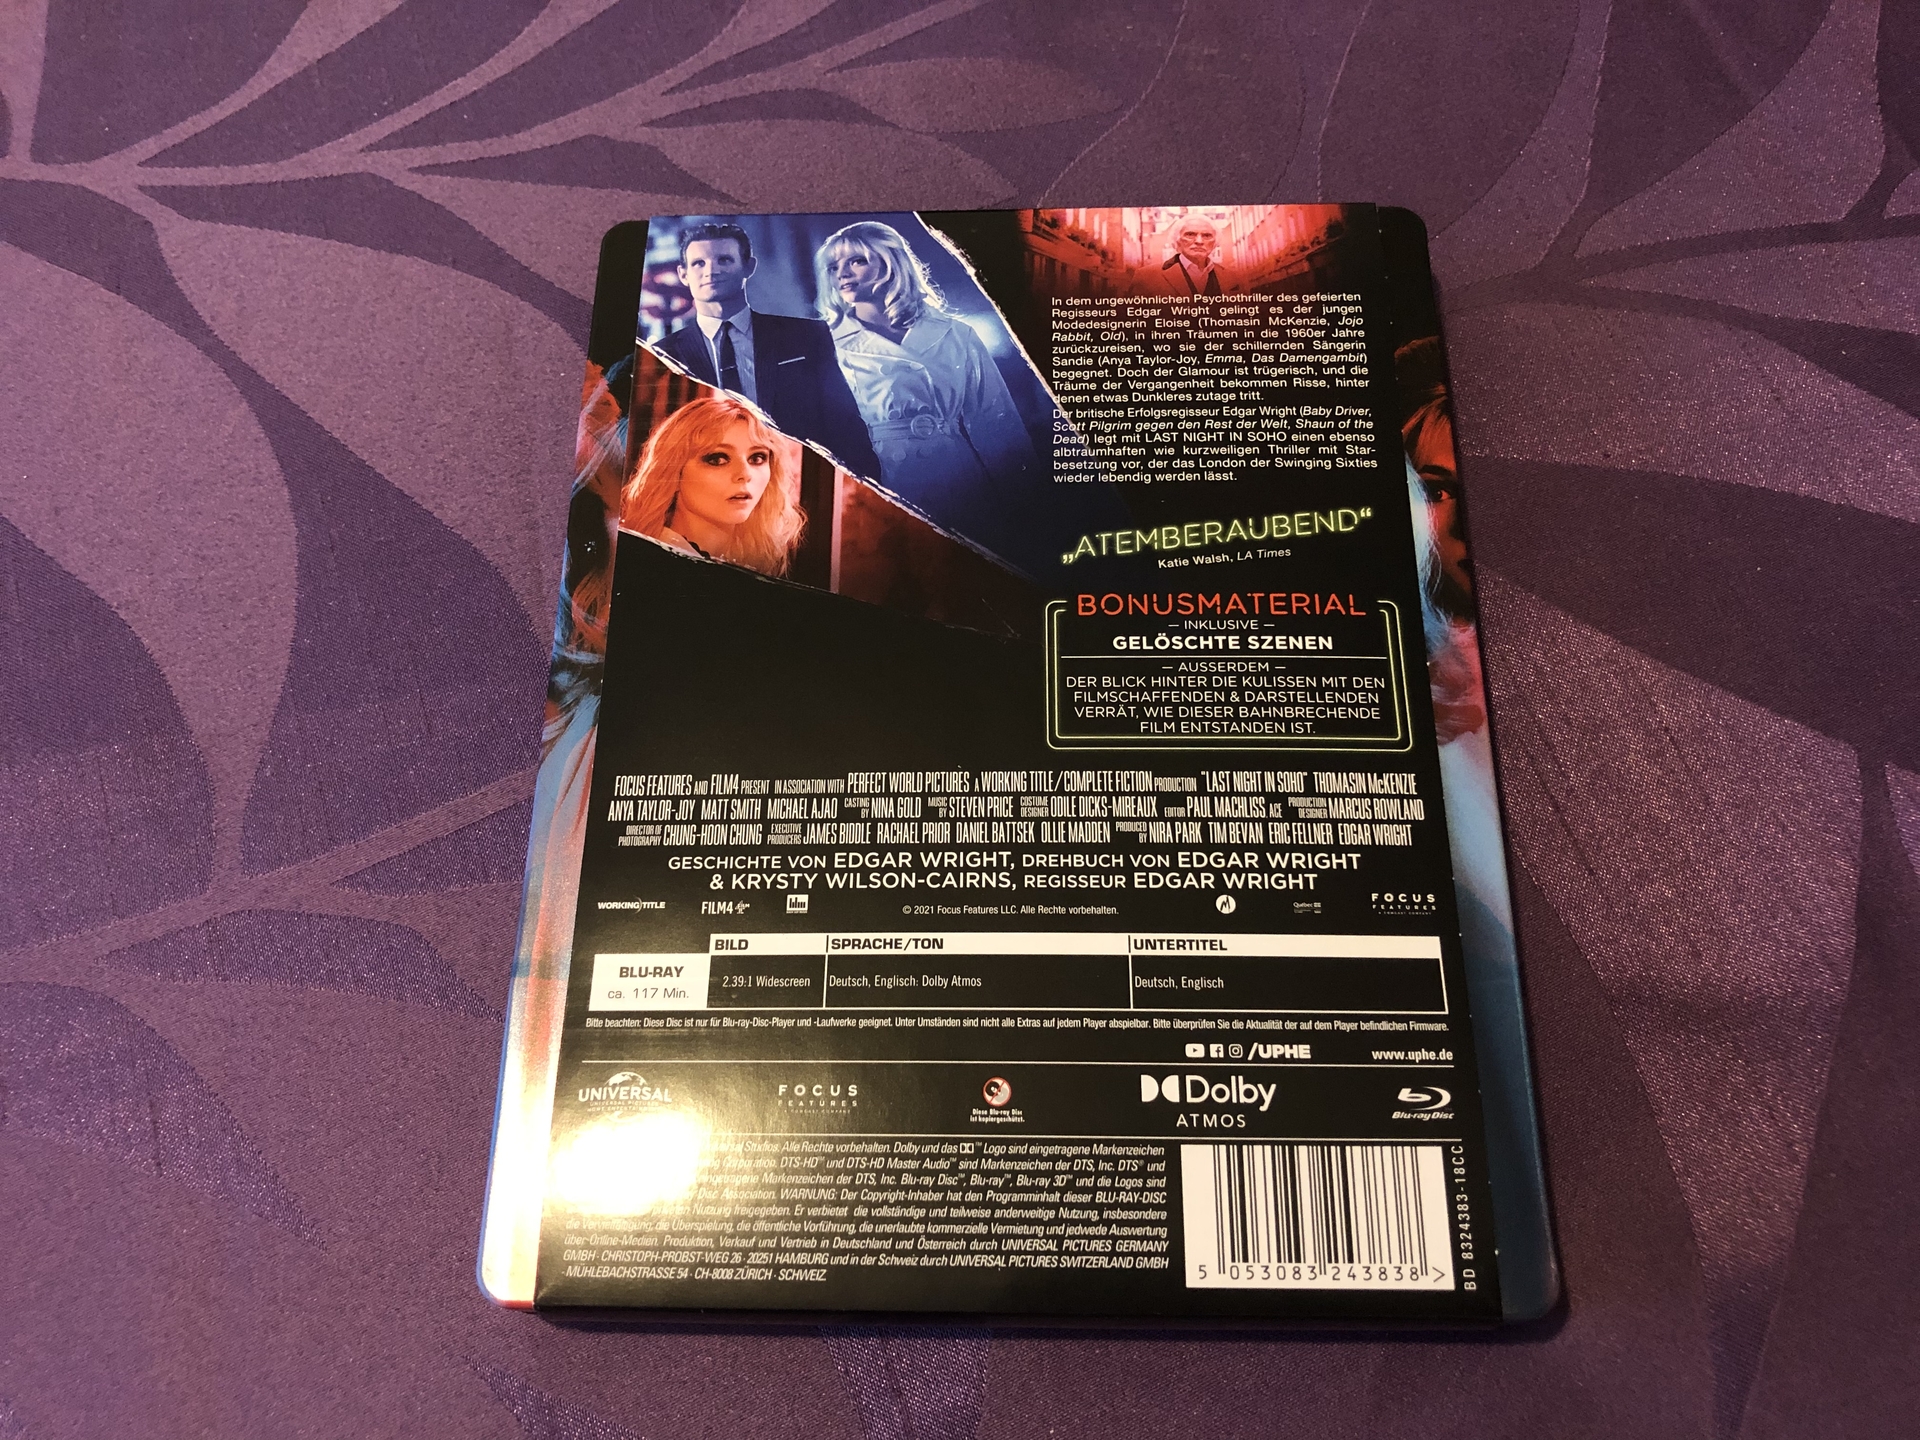 In dem ungewöhnlichen Psychothriller des gefeierten
Regisseurs Edgar Wright gelingt es der jungen
Modedesignerin Eloise (Thomasin McKenzie, Jojo
Rabbit, Old), in ihren Träumen in die 1960er Jahre
zurückzureisen, wo sie der schillernden Sängerin
Sandie (Anya Taylor-Joy, Emma, Das Damengambit)
begegnet. Doch der Glamour ist trügerisch, und die
Träume der Vergangenheit bekommen Risse, hinter
denen etwas Dunkleres zutage tritt.
Der britische Erfolgsregisseur Edgar Wright (Baby Driver,
Scott Pilgrim gegen den Rest der Welt, Shaun of the
Dead) legt mit LAST NIGHT IN SOHO einen ebenso
albtraumhaften wie kurzweiligen Thriller mit Star-
besetzung vor, der das London der Swinging Sixties
wieder lebendig werden lässt.
„ATEMBERAUBEND“
Katie Walsh, LA Times
BONUSMATERIAL
— INKLUSIVE —
GELÖSCHTE SZENEN
— AUSSERDEM —
DER BLICK HINTER DIE KULISSEN MIT DEN
FILMSCHAFFENDEN & DARSTELLENDEN
VERRÄT, WIE DIESER BAHNBRECHENDE
FILM ENTSTANDEN IST.
FOCUS FEATURES AND FILM4 PRESENT IN ASSOCIATION WITH PERFECT WORLD PICTURES A WORKING TITLE / COMPLETE FICTION PRODUCTION "LAST NIGHT IN SOHO" THOMASIN McKENZIE
ANYA TAYLOR-JOY MATT SMITH MICHAEL AJAO CASTING BY NINA GOLD MUSIC BY STEVEN PRICE COSTUME DESIGNER ODILE DICKS-MIREAUX EDITOR PAUL MACHLISS, ACE PRODUCTION DESIGNER MARCUS ROWLAND
DIRECTOR OF PHOTOGRAPHY CHUNG-HOON CHUNG EXECUTIVE PRODUCERS JAMES BIDDLE RACHAEL PRIOR DANIEL BATTSEK OLLIE MADDEN PRODUCED BY NIRA PARK TIM BEVAN ERIC FELLNER EDGAR WRIGHT
GESCHICHTE VON EDGAR WRIGHT, DREHBUCH VON EDGAR WRIGHT
& KRYSTY WILSON-CAIRNS, REGISSEUR EDGAR WRIGHT
WORKING TITLE FILM4 © 2021 Focus Features LLC. Alle Rechte vorbehalten. Québec FOCUS FEATURES
BILD SPRACHE/TON UNTERTITEL
BLU-RAY
ca. 117 Min. 2.39:1 Widescreen Deutsch, Englisch: Dolby Atmos Deutsch, Englisch
Bitte beachten: Diese Disc ist nur für Blu-ray-Disc-Player und -Laufwerke geeignet. Unter Umständen sind nicht alle Extras auf jedem Player abspielbar. Bitte überprüfen Sie die Aktualität der auf dem Player befindlichen Firmware.
/UPHE www.uphe.de
UNIVERSAL
FOCUS
FEATURES
Diese Blu-ray Disc
ist kopiergeschützt.
Dolby
ATMOS
Blu-ray Disc
Studios. Alle Rechte vorbehalten. Dolby und das ™ Logo sind eingetragene Markenzeichen
Corporation. DTS-HD™ und DTS-HD Master Audio™ sind Markenzeichen der DTS, Inc. DTS® und
Markenzeichen der DTS, Inc. Blu-ray Disc™, Blu-ray™, Blu-ray 3D™ und die Logos sind
Disc Association. WARNUNG: Der Copyright-Inhaber hat den Programminhalt dieser BLU-RAY-DISC
privaten Nutzung freigegeben. Er verbietet die vollständige und teilweise anderweitige Nutzung, insbesondere
die Vervielfältigung, die Überspielung, die öffentliche Vorführung, die unerlaubte kommerzielle Vermietung und jedwede Auswertung
über Online-Medien. Produktion, Verkauf und Vertrieb in Deutschland und Österreich durch UNIVERSAL PICTURES GERMANY
GMBH · CHRISTOPH-PROBST-WEG 26 · 20251 HAMBURG und in der Schweiz durch UNIVERSAL PICTURES SWITZERLAND GMBH
· MÜHLEBACHSTRASSE 54 · CH-8008 ZÜRICH · SCHWEIZ
5 053083 243838 >
BD 8324383-18CC